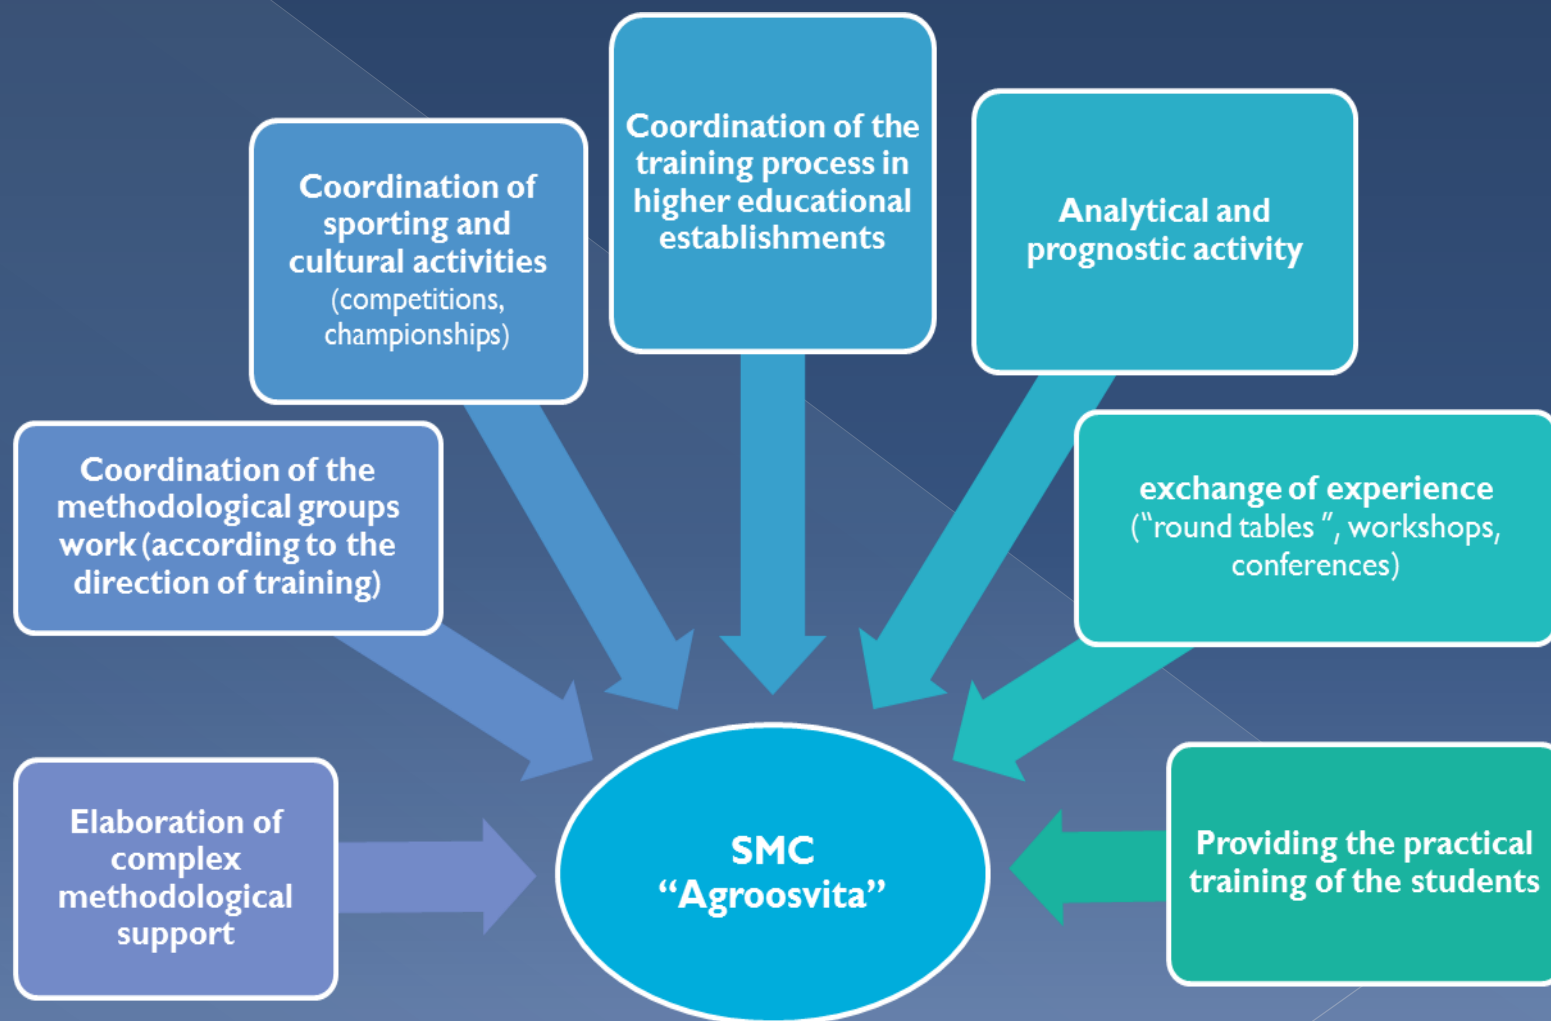 Coordination of the
training process in
higher educational
establishments
Coordination of
sporting and
cultural activities
(competitions,
championships)
Analytical and
prognostic activity
Coordination of the
methodological groups
work (according to the
direction of training)
exchange of experience
("round tables ", workshops,
conferences)
Elaboration of
complex
methodological
support
SMC
“Agroosvita”
Providing the practical
training of the students